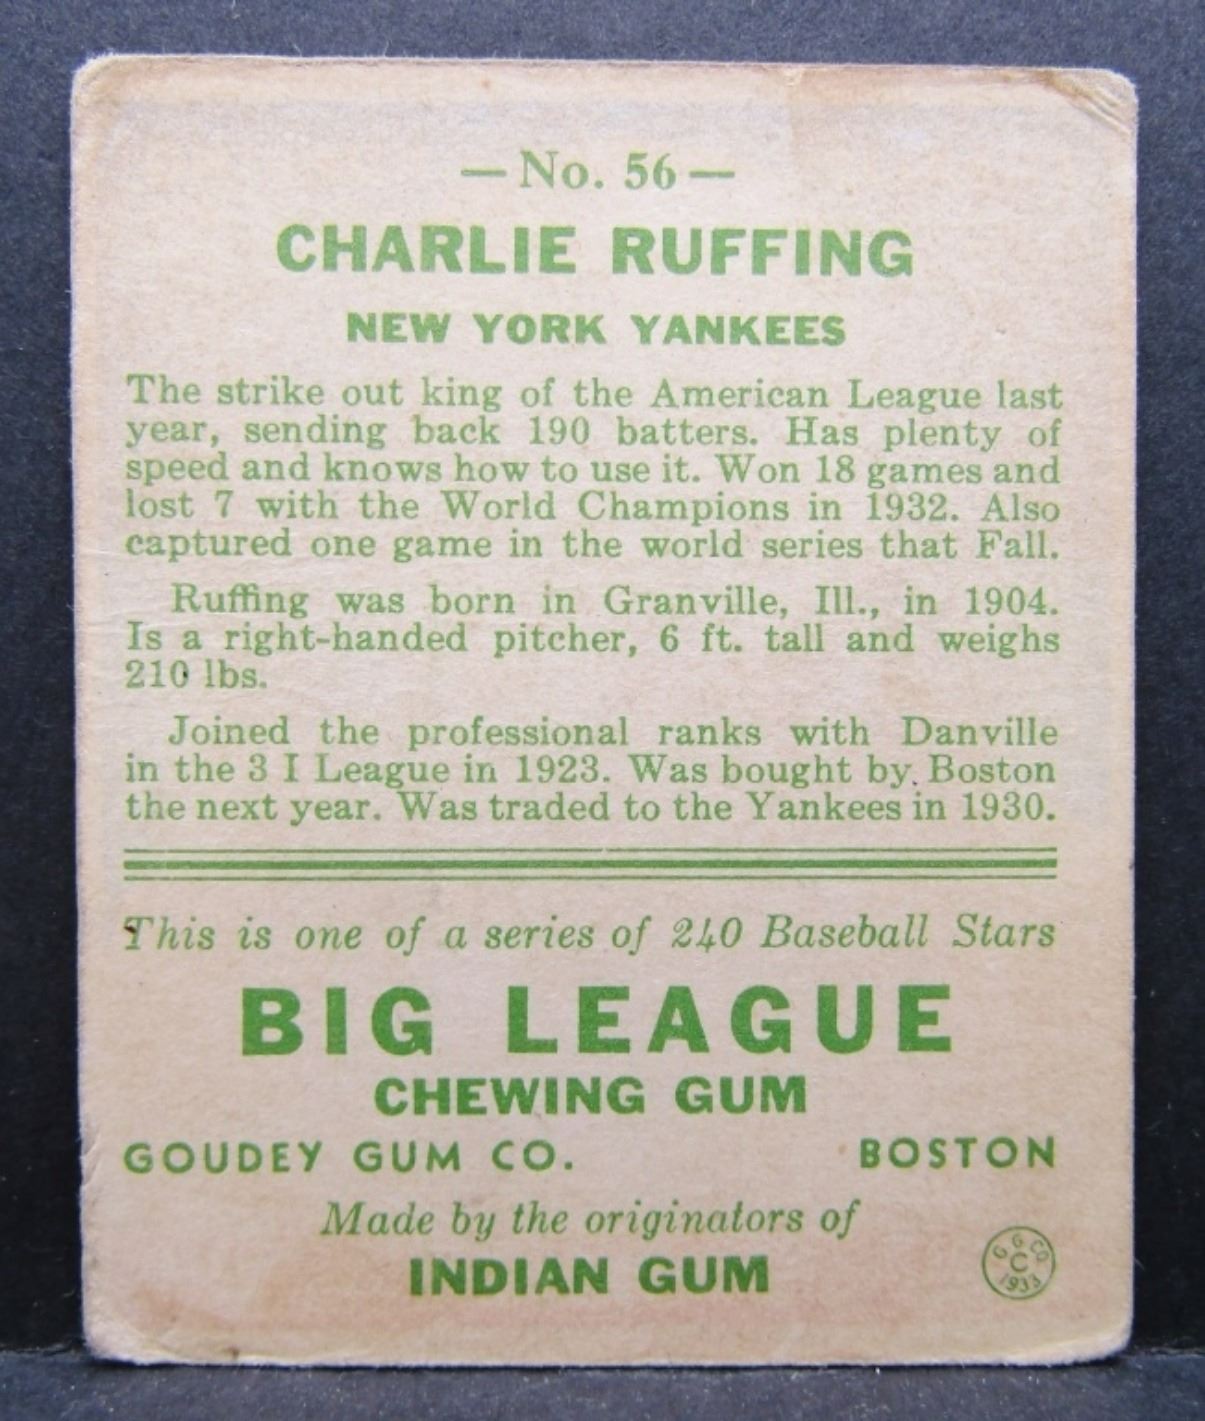 — No. 56 —
CHARLIE RUFFING
NEW YORK YANKEES
The strike out king of the American League last
year, sending back 190 batters. Has plenty of
speed and knows how to use it. Won 18 games and
lost 7 with the World Champions in 1932. Also
captured one game in the world series that Fall.
Ruffing was born in Granville, Ill., in 1904.
Is a right-handed pitcher, 6 ft. tall and weighs
210 lbs.
Joined the professional ranks with Danville
in the 3 I League in 1923. Was bought by Boston
the next year. Was traded to the Yankees in 1930.
This is one of a series of 240 Baseball Stars
BIG LEAGUE
CHEWING GUM
GOUDEY GUM CO. BOSTON
Made by the originators of
INDIAN GUM
G G CO
C
1933